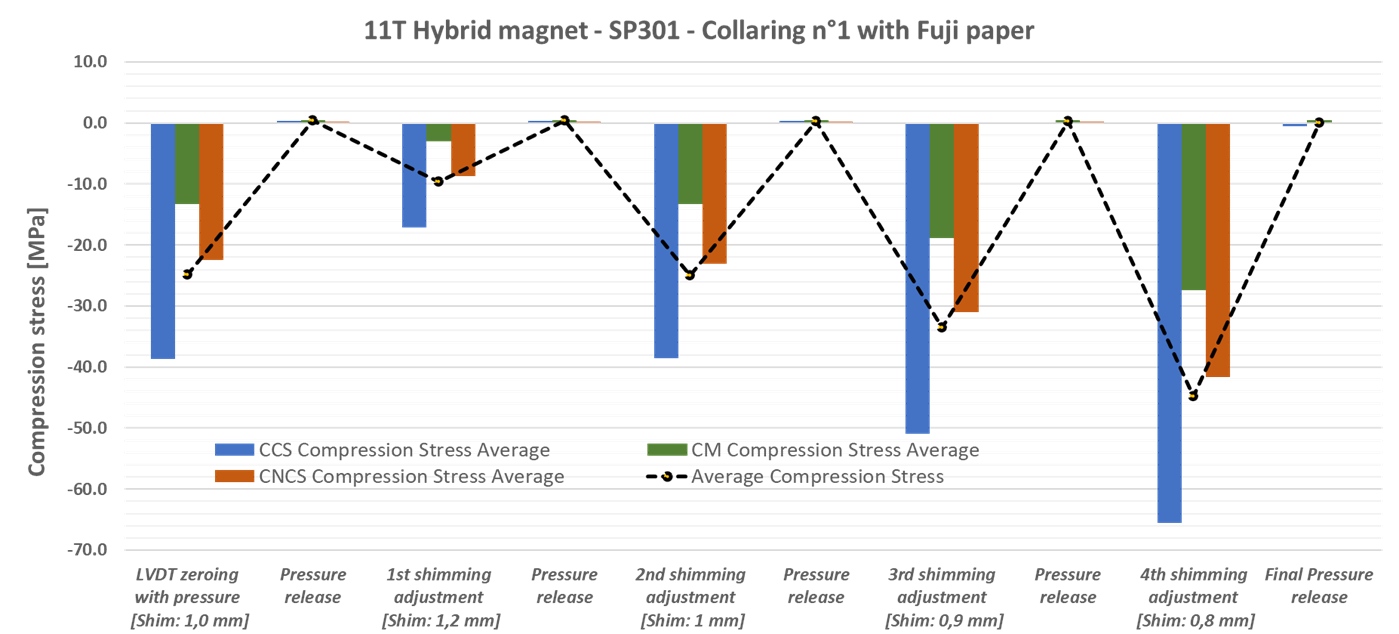 11T Hybrid magnet - SP301 - Collaring n°1 with Fuji paper
Compression stress [MPa]
10.0
0.0
-10.0
-20.0
-30.0
-40.0
-50.0
-60.0
-70.0
CCS Compression Stress Average
CM Compression Stress Average
CNCS Compression Stress Average
Average Compression Stress
LVDT zeroing
with pressure
[Shim: 1,0 mm]
Pressure
release
1st shimming
adjustment
[Shim: 1,2 mm]
Pressure
release
2nd shimming
adjustment
[Shim: 1 mm]
Pressure
release
3rd shimming
adjustment
[Shim: 0,9 mm]
Pressure
release
4th shimming
adjustment
[Shim: 0,8 mm]
Final Pressure
release